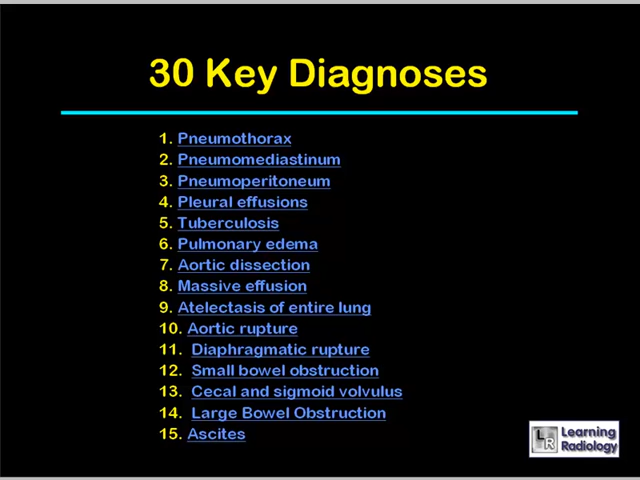 30 Key Diagnoses
1. Pneumothorax
2. Pneumomediastinum
3. Pneumoperitoneum
4. Pleural effusions
5. Tuberculosis
6. Pulmonary edema
7. Aortic dissection
8. Massive effusion
9. Atelectasis of entire lung
10. Aortic rupture
11. Diaphragmatic rupture
12. Small bowel obstruction
13. Cecal and sigmoid volvulus
14. Large Bowel Obstruction
15. Ascites
LR Learning
Radiology